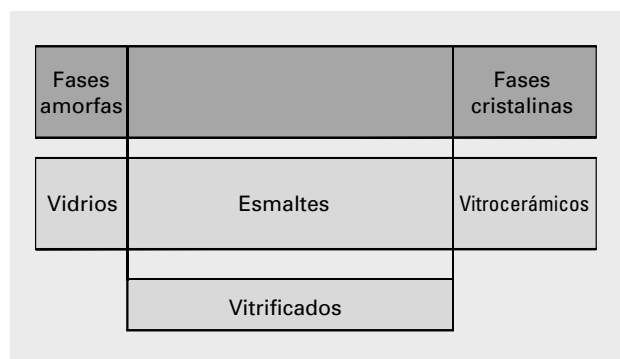 Fases
amorfas
Fases
cristalinas
Vidrios
Esmaltes
Vitrocerámicos
Vitrificados